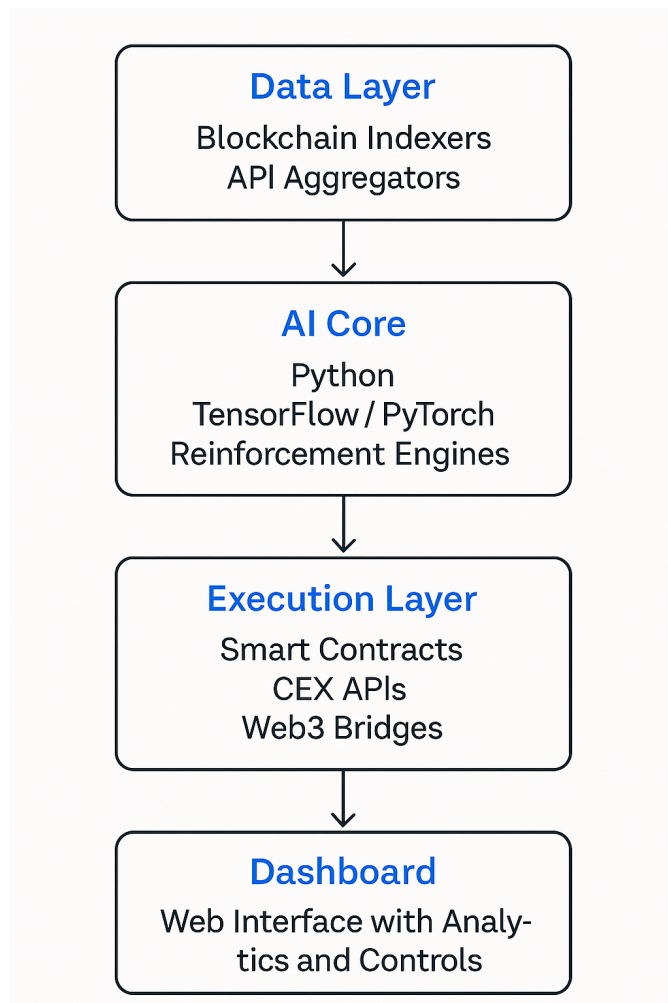 Data Layer
Blockchain Indexers
API Aggregators
AI Core
Python
TensorFlow / PyTorch
Reinforcement Engines
Execution Layer
Smart Contracts
CEX APIs
Web3 Bridges
Dashboard
Web Interface with Analy-
tics and Controls